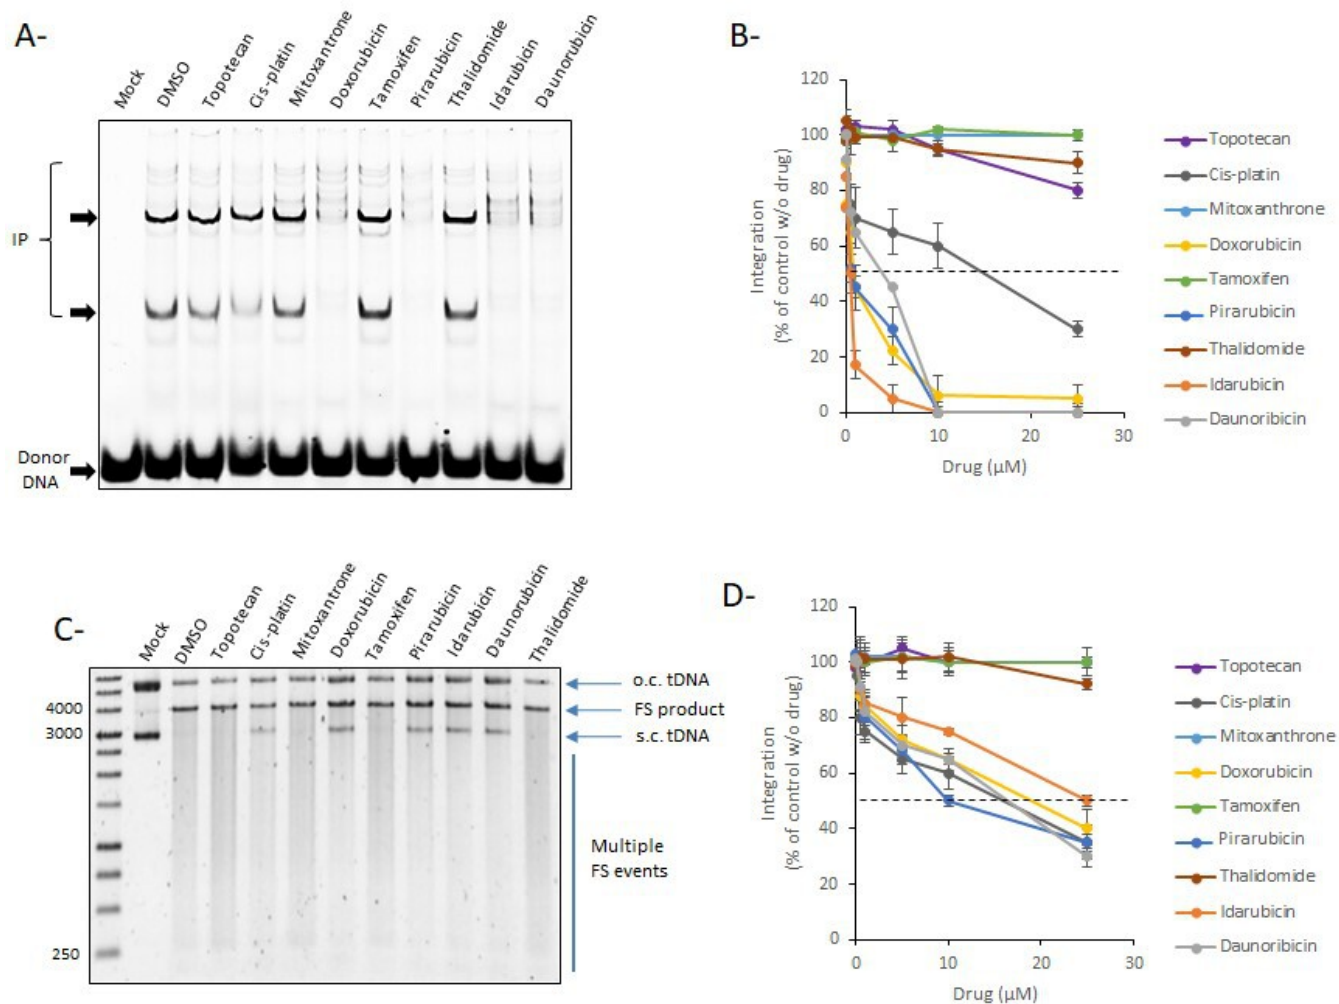 A-
Mock
DMSO
Topotecan
Cis-platin
Mitoxantrone
Doxorubicin
Tamoxifen
Pirarubicin
Thalidomide
Idarubicin
Daunorubicin
IP
Donor
DNA
B-
120
100
80
60
40
20
0
Integration
(% of control w/o drug)
0
10
20
30
Drug (µM)
Topotecan
Cis-platin
Mitoxanthrone
Doxorubicin
Tamoxifen
Pirarubicin
Thalidomide
Idarubicin
Daunoribicin
C-
Mock
DMSO
Topotecan
Cis-platin
Mitoxantrone
Doxorubicin
Tamoxifen
Pirarubicin
Idarubicin
Daunorubicin
Thalidomide
4000
3000
250
o.c. tDNA
FS product
s.c. tDNA
Multiple
FS events
D-
120
100
80
60
40
20
0
Integration
(% of control w/o drug)
0
10
20
30
Drug (µM)
Topotecan
Cis-platin
Mitoxanthrone
Doxorubicin
Tamoxifen
Pirarubicin
Thalidomide
Idarubicin
Daunoribicin